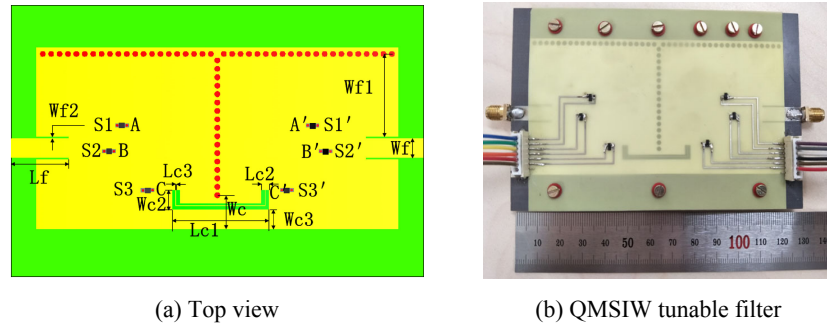 Wf1
Wf2
S1 A A′ S1′
S2 B B′ S2′ Wf
Lf
Lc3 Lc2
S3 C C′ S3′
Wc2 Wc Wc3
Lc1
10 20 30 40 50 60 70 80 90 100 110 120 130 14
(a) Top view (b) QMSIW tunable filter